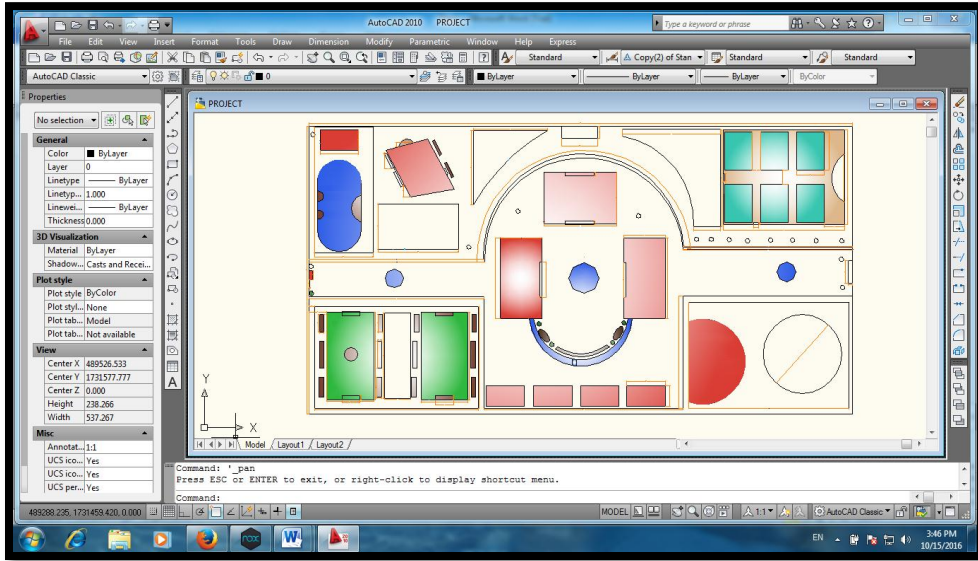 AutoCAD 2010 PROJECT
Type a keyword or phrase
File Edit View Insert Format Tools Draw Dimension Modify Parametric Window Help Express
Standard Copy(2) of Stan Standard Standard
AutoCAD Classic 0 ByLayer ByLayer ByLayer ByColor
Properties
PROJECT
No selection
General
Color ByLayer
Layer 0
Linetype ByLayer
Linetyp... 1.000
Linewei... ByLayer
Thickness 0.000
3D Visualization
Material ByLayer
Shadow... Casts and Recei...
Plot style
Plot style ByColor
Plot styl... None
Plot tab... Model
Plot tab... Not available
View
Center X 489526.533
Center Y 1731577.777
Center Z 0.000
Height 238.266
Width 537.267
Misc
Annotat... 1:1
UCS ico... Yes
UCS ico... Yes
UCS per... Yes
A
Y
X
Model Layout1 Layout2
Command: '_pan
Press ESC or ENTER to exit, or right-click to display shortcut menu.
Command:
489288.235, 1731459.420, 0.000 MODEL 1:1 AutoCAD Classic
rox W EN 3:46 PM
10/15/2016